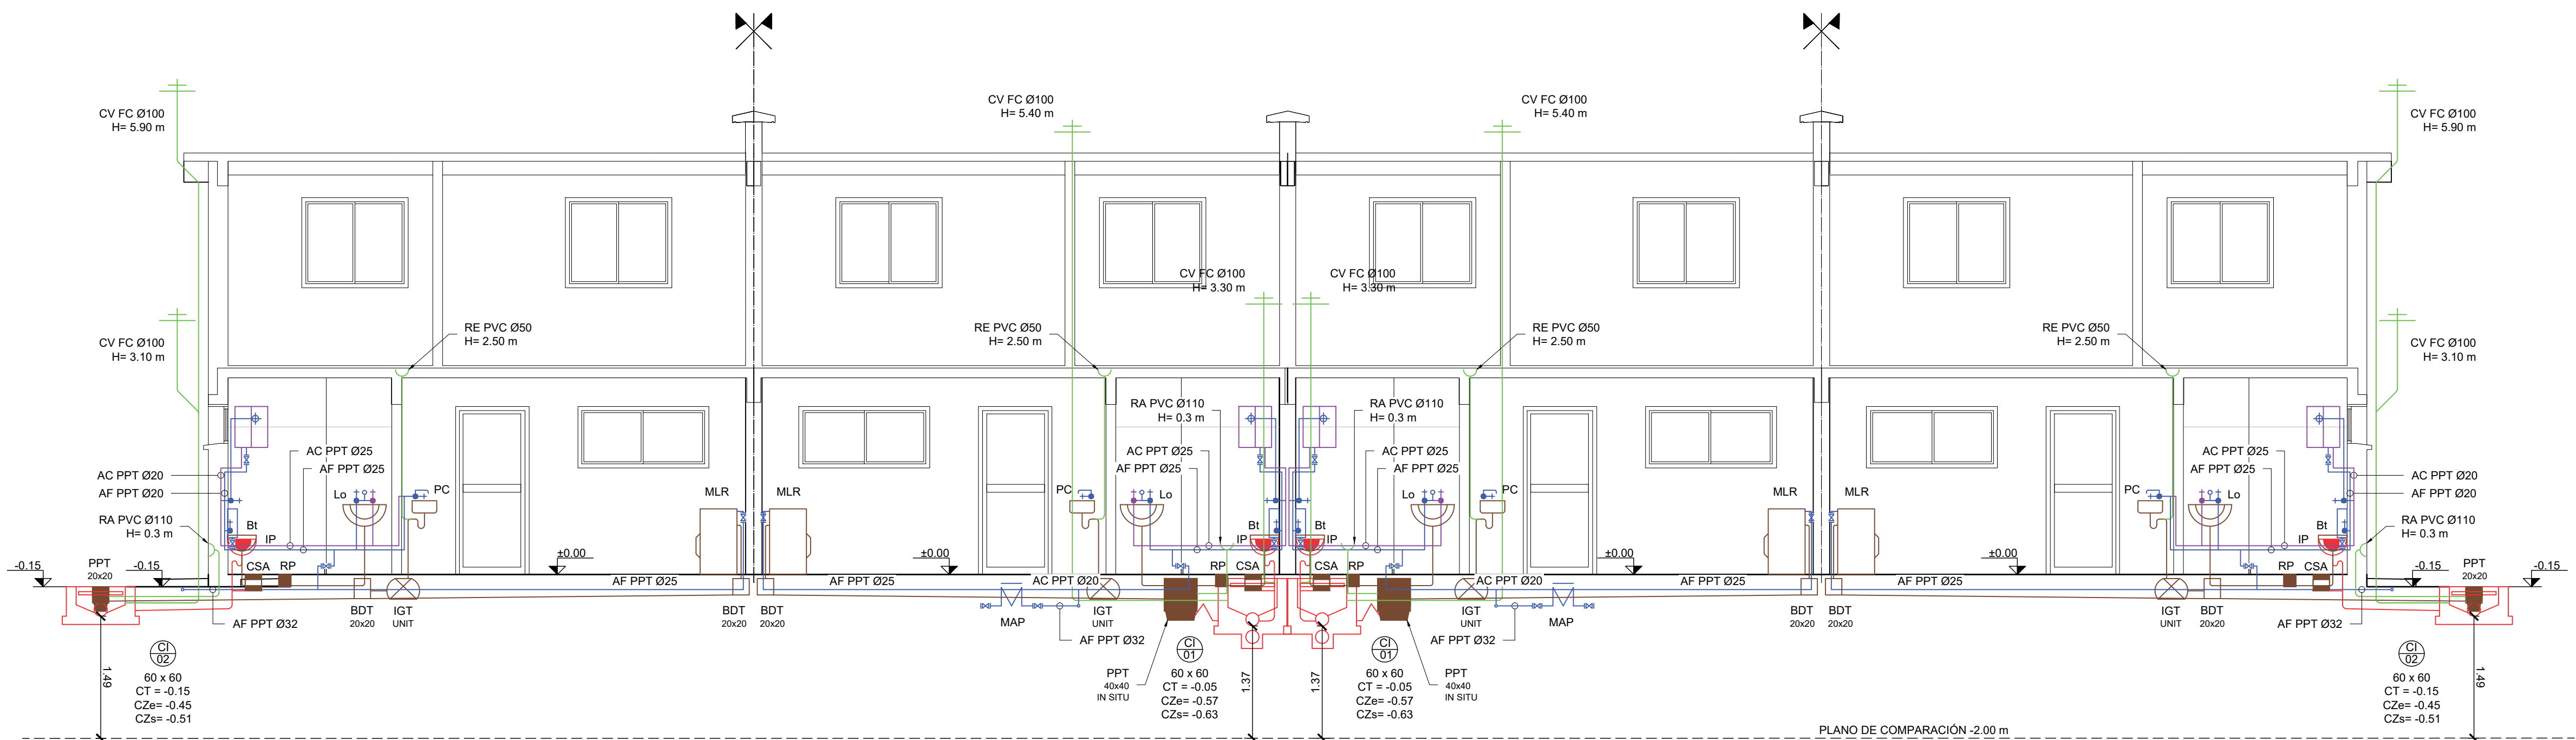 CV FC Ø100
H= 5.90 m
CV FC Ø100
H= 5.40 m
CV FC Ø100
H= 5.40 m
CV FC Ø100
H= 5.90 m
CV FC Ø100
H= 3.30 m
CV FC Ø100
H= 3.30 m
CV FC Ø100
H= 3.10 m
RE PVC Ø50
H= 2.50 m
RE PVC Ø50
H= 2.50 m
RE PVC Ø50
H= 2.50 m
RE PVC Ø50
H= 2.50 m
CV FC Ø100
H= 3.10 m
RA PVC Ø110
H= 0.3 m
RA PVC Ø110
H= 0.3 m
AC PPT Ø25
AF PPT Ø25
AC PPT Ø20
AF PPT Ø20
RA PVC Ø110
H= 0.3 m
Lo
PC
Bt
IP
MLR
MLR
AC PPT Ø25
AF PPT Ø25
PC
Lo
Bt
IP
AC PPT Ø25
AF PPT Ø25
Bt
IP
Lo
PC
MLR
MLR
AC PPT Ø25
AF PPT Ø25
PC
Lo
Bt
IP
AC PPT Ø20
AF PPT Ø20
RA PVC Ø110
H= 0.3 m
-0.15
PPT
20x20
-0.15
CSA
RP
±0.00
±0.00
RP
CSA
CSA
RP
±0.00
±0.00
RP
CSA
-0.15
PPT
20x20
-0.15
AF PPT Ø25
AF PPT Ø25
AC PPT Ø20
AC PPT Ø20
AF PPT Ø25
AF PPT Ø25
AF PPT Ø32
BDT
20x20
IGT
UNIT
BDT
20x20
BDT
20x20
MAP
IGT
UNIT
AF PPT Ø32
IGT
UNIT
MAP
AF PPT Ø32
BDT
20x20
BDT
20x20
IGT
UNIT
BDT
20x20
AF PPT Ø32
1.49
CI
02
60 x 60
CT = -0.15
CZe= -0.45
CZs= -0.51
PPT
40x40
IN SITU
CI
01
60 x 60
CT = -0.05
CZe= -0.57
CZs= -0.63
1.37
1.37
CI
01
60 x 60
CT = -0.05
CZe= -0.57
CZs= -0.63
PPT
40x40
IN SITU
CI
02
60 x 60
CT = -0.15
CZe= -0.45
CZs= -0.51
1.49
PLANO DE COMPARACIÓN -2.00 m